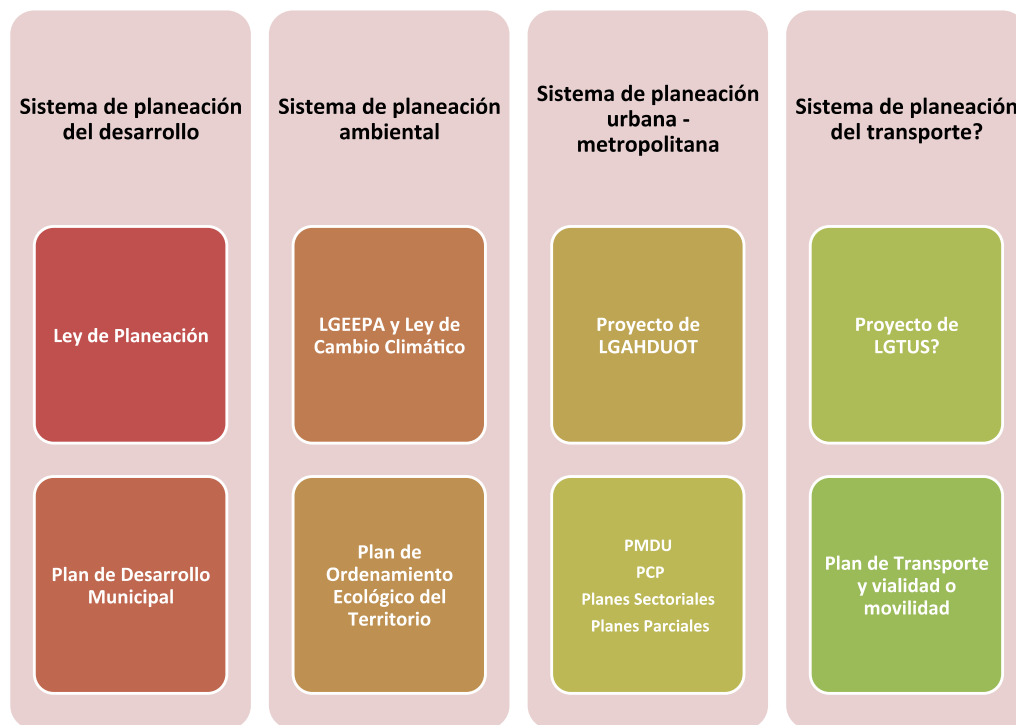 Sistema de planeación
del desarrollo
Ley de Planeación
Plan de Desarrollo
Municipal
Sistema de planeación
ambiental
LGEEPA y Ley de
Cambio Climático
Plan de
Ordenamiento
Ecológico del
Territorio
Sistema de planeación
urbana -
metropolitana
Proyecto de
LGAHDUOT
PMDU
PCP
Planes Sectoriales
Planes Parciales
Sistema de planeación
del transporte?
Proyecto de
LGTUS?
Plan de Transporte
y vialidad o
movilidad